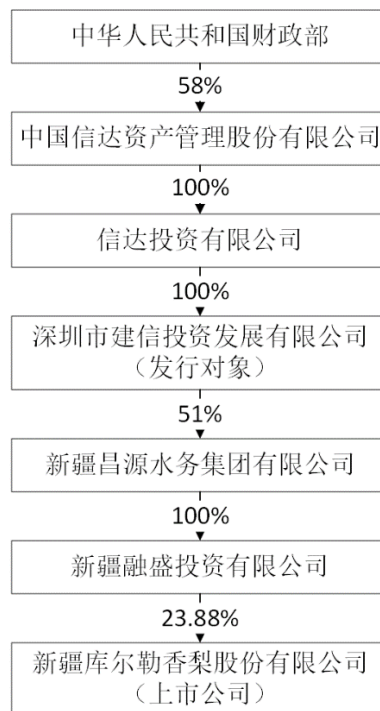 中华人民共和国财政部
58%
中国信达资产管理股份有限公司
100%
信达投资有限公司
100%
深圳市建信投资发展有限公司
（发行对象）
51%
新疆昌源水务集团有限公司
100%
新疆融盛投资有限公司
23.88%
新疆库尔勒香梨股份有限公司
（上市公司）